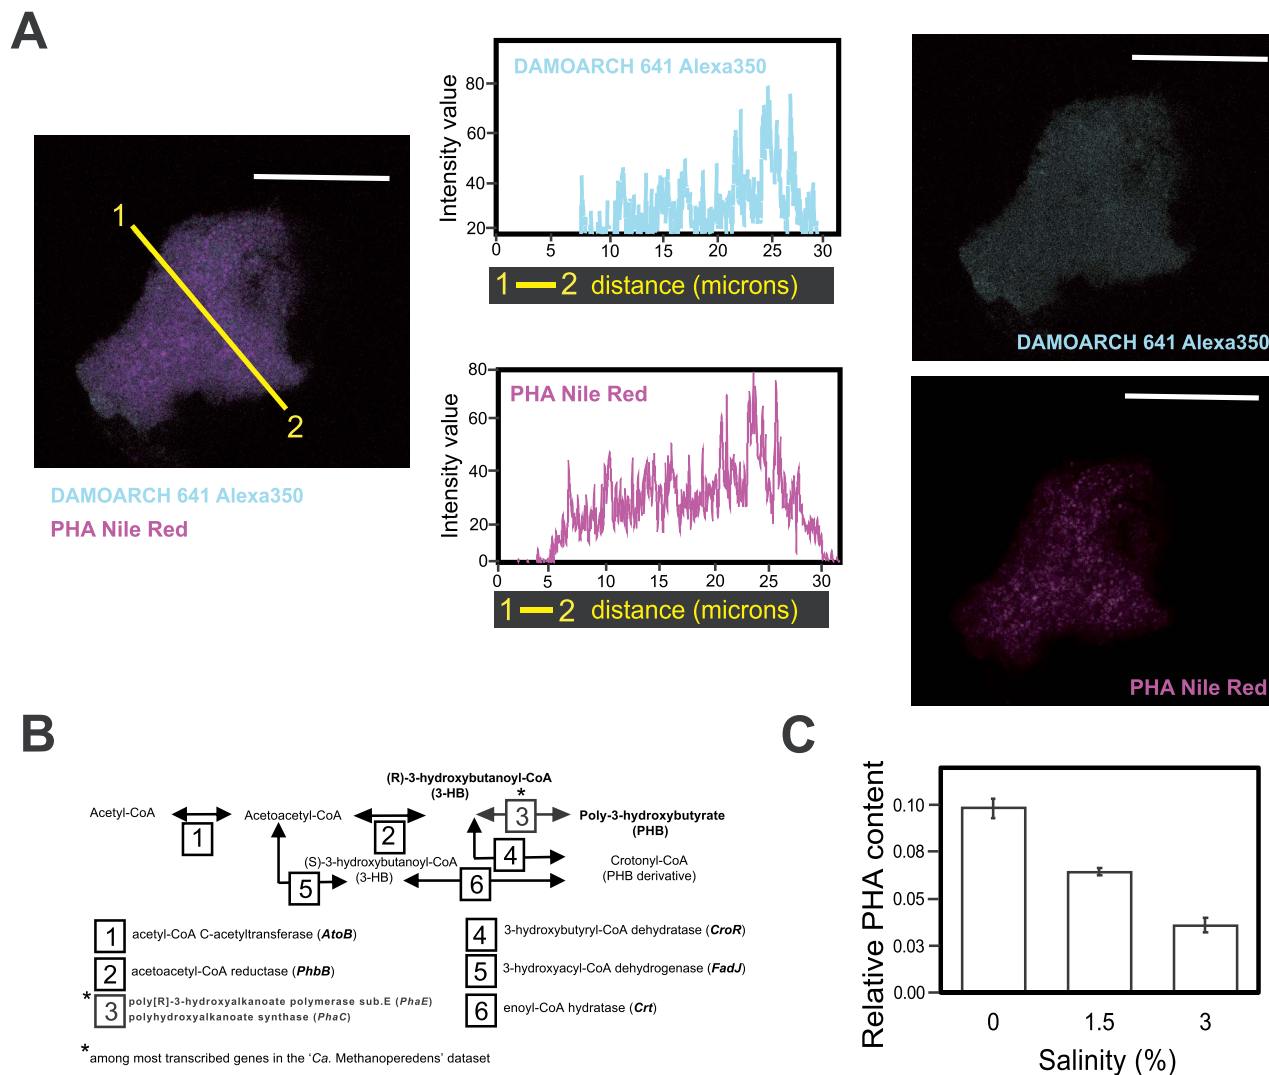 A
1
2
DAMOARCH 641 Alexa350
PHA Nile Red
DAMOARCH 641 Alexa350
Intensity value
80
60
40
20
0 5 10 15 20 25 30
1 2 distance (microns)
PHA Nile Red
Intensity value
80
60
40
20
0
0 5 10 15 20 25 30
1 2 distance (microns)
DAMOARCH 641 Alexa350
PHA Nile Red
B
(R)-3-hydroxybutanoyl-CoA
(3-HB)
*
Acetyl-CoA
1
Acetoacetyl-CoA
2
3
Poly-3-hydroxybutyrate
(PHB)
(S)-3-hydroxybutanoyl-CoA
(3-HB)
4
Crotonyl-CoA
(PHB derivative)
5
6
1 acetyl-CoA C-acetyltransferase (AtoB)
2 acetoacetyl-CoA reductase (PhbB)
* 3 poly[R]-3-hydroxyalkanoate polymerase sub.E (PhaE)
polyhydroxyalkanoate synthase (PhaC)
4 3-hydroxybutyryl-CoA dehydratase (CroR)
5 3-hydroxyacyl-CoA dehydrogenase (FadJ)
6 enoyl-CoA hydratase (Crt)
*among most transcribed genes in the ‘Ca. Methanoperedens’ dataset
C
Relative PHA content
0.10
0.08
0.05
0.03
0.00
0 1.5 3
Salinity (%)